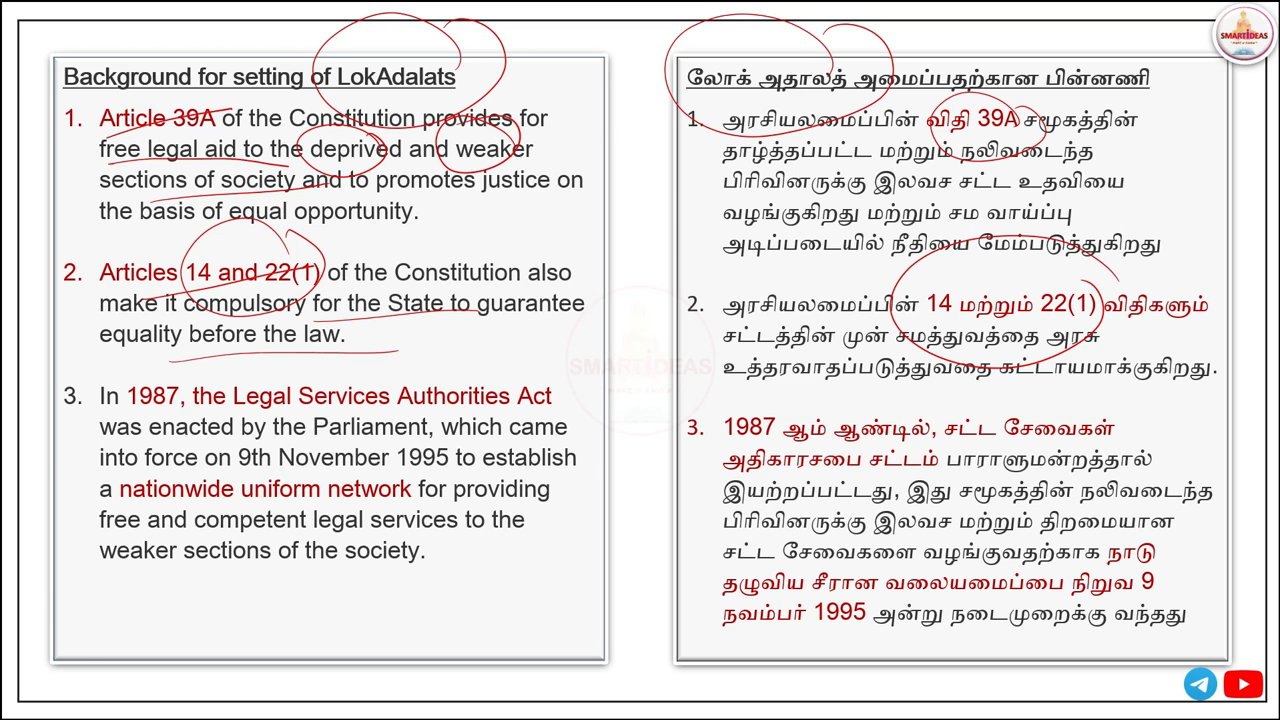 SMARTIDEAS
Background for setting of LokAdalats
1. Article 39A of the Constitution provides for
free legal aid to the deprived and weaker
sections of society and to promotes justice on
the basis of equal opportunity.
2. Articles 14 and 22(1) of the Constitution also
make it compulsory for the State to guarantee
equality before the law.
3. In 1987, the Legal Services Authorities Act
was enacted by the Parliament, which came
into force on 9th November 1995 to establish
a nationwide uniform network for providing
free and competent legal services to the
weaker sections of the society.
லோக் அதாலத் அமைப்பதற்கான பின்னணி
1. அரசியலமைப்பின் விதி 39A சமூகத்தின்
தாழ்த்தப்பட்ட மற்றும் நலிவடைந்த
பிரிவினருக்கு இலவச சட்ட உதவியை
வழங்குகிறது மற்றும் சம வாய்ப்பு
அடிப்படையில் நீதியை மேம்படுத்துகிறது
2. அரசியலமைப்பின் 14 மற்றும் 22(1) விதிகளும்
சட்டத்தின் முன் சமத்துவத்தை அரசு
உத்தரவாதப்படுத்துவதை கட்டாயமாக்குகிறது.
3. 1987 ஆம் ஆண்டில், சட்ட சேவைகள்
அதிகாரசபை சட்டம் பாராளுமன்றத்தால்
இயற்றப்பட்டது, இது சமூகத்தின் நலிவடைந்த
பிரிவினருக்கு இலவச மற்றும் திறமையான
சட்ட சேவைகளை வழங்குவதற்காக நாடு
தழுவிய சீரான வலையமைப்பை நிறுவ 9
நவம்பர் 1995 அன்று நடைமுறைக்கு வந்தது
SMARTIDEAS